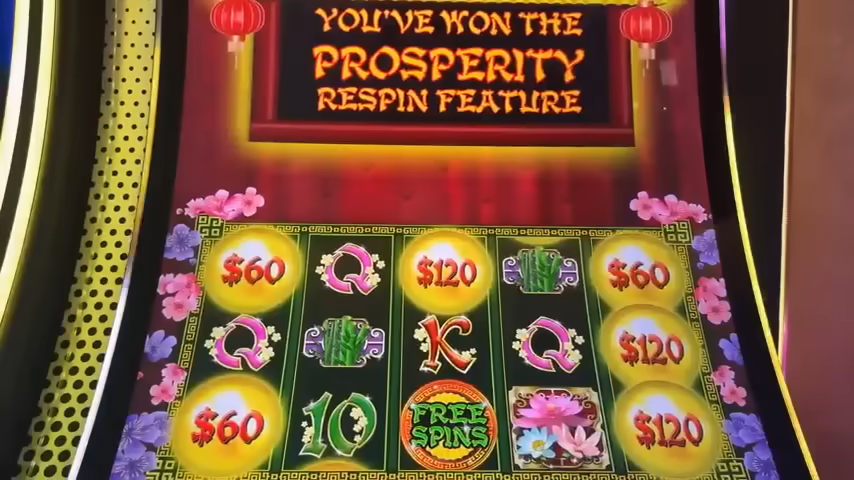 YOU'VE WON THE
PROSPERITY
RESPIN FEATURE
$60 Q $120 $60
Q K Q $120
$60 10 FREE SPINS $120